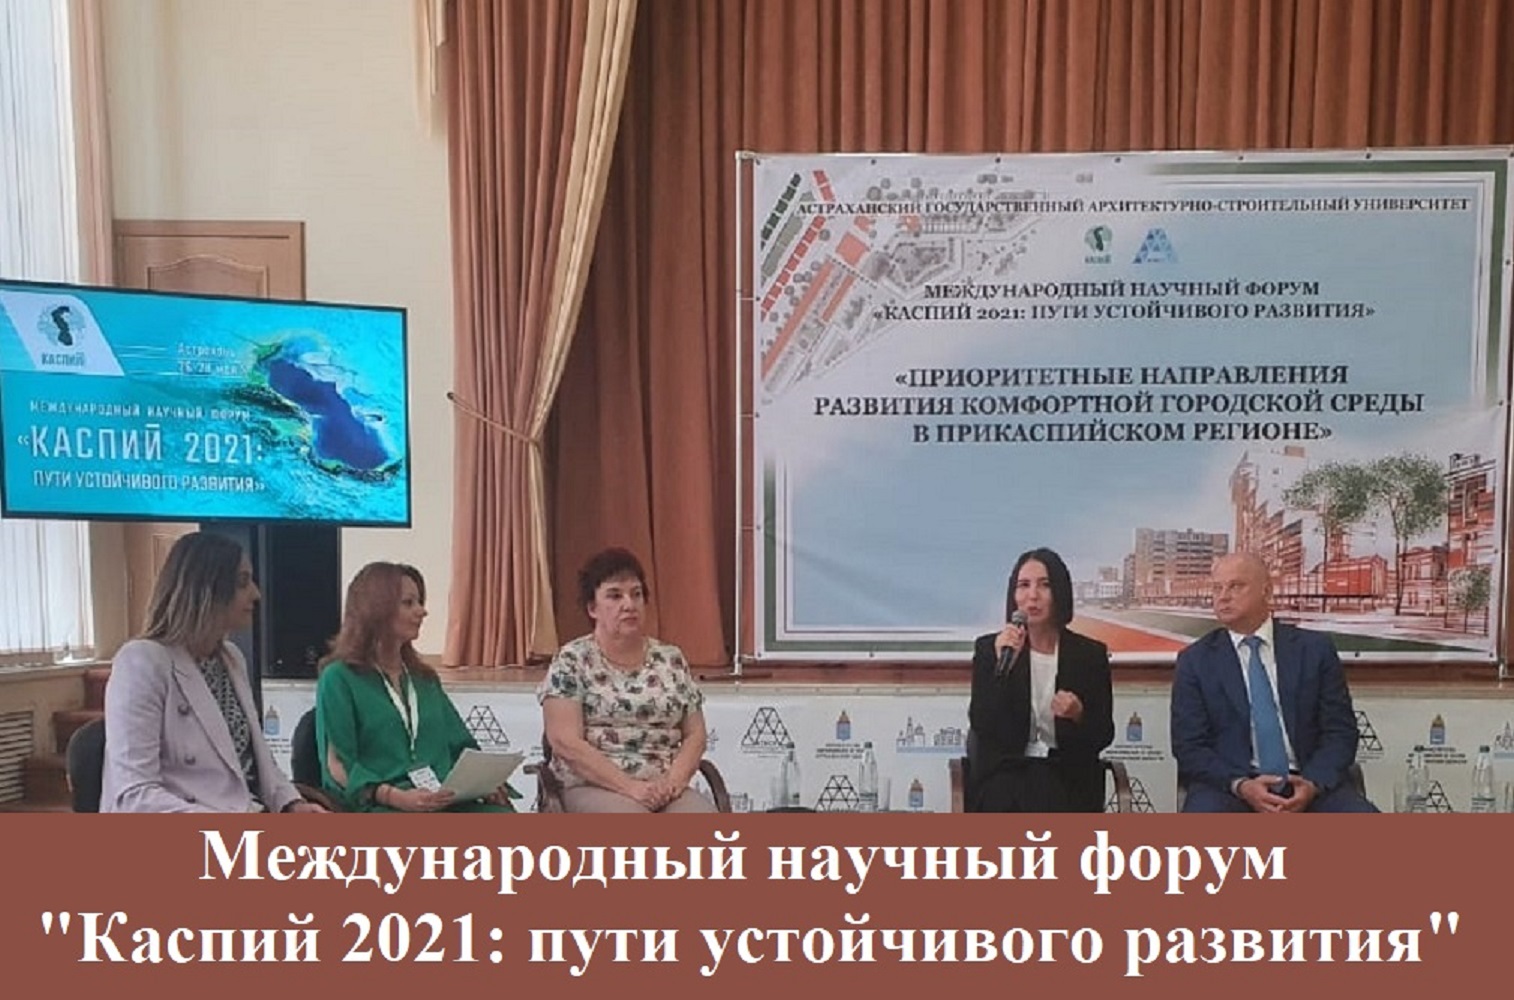 АСТРАХАНСКИЙ ГОСУДАРСТВЕННЫЙ АРХИТЕКТУРНО-СТРОИТЕЛЬНЫЙ УНИВЕРСИТЕТ
МЕЖДУНАРОДНЫЙ НАУЧНЫЙ ФОРУМ
«КАСПИЙ 2021: ПУТИ УСТОЙЧИВОГО РАЗВИТИЯ»
«ПРИОРИТЕТНЫЕ НАПРАВЛЕНИЯ
РАЗВИТИЯ КОМФОРТНОЙ ГОРОДСКОЙ СРЕДЫ
В ПРИКАСПИЙСКОМ РЕГИОНЕ»
КАСПИЙ
Астрахань
МЕЖДУНАРОДНЫЙ НАУЧНЫЙ ФОРУМ
«КАСПИЙ 2021:
ПУТИ УСТОЙЧИВОГО РАЗВИТИЯ»
Международный научный форум
"Каспий 2021: пути устойчивого развития"